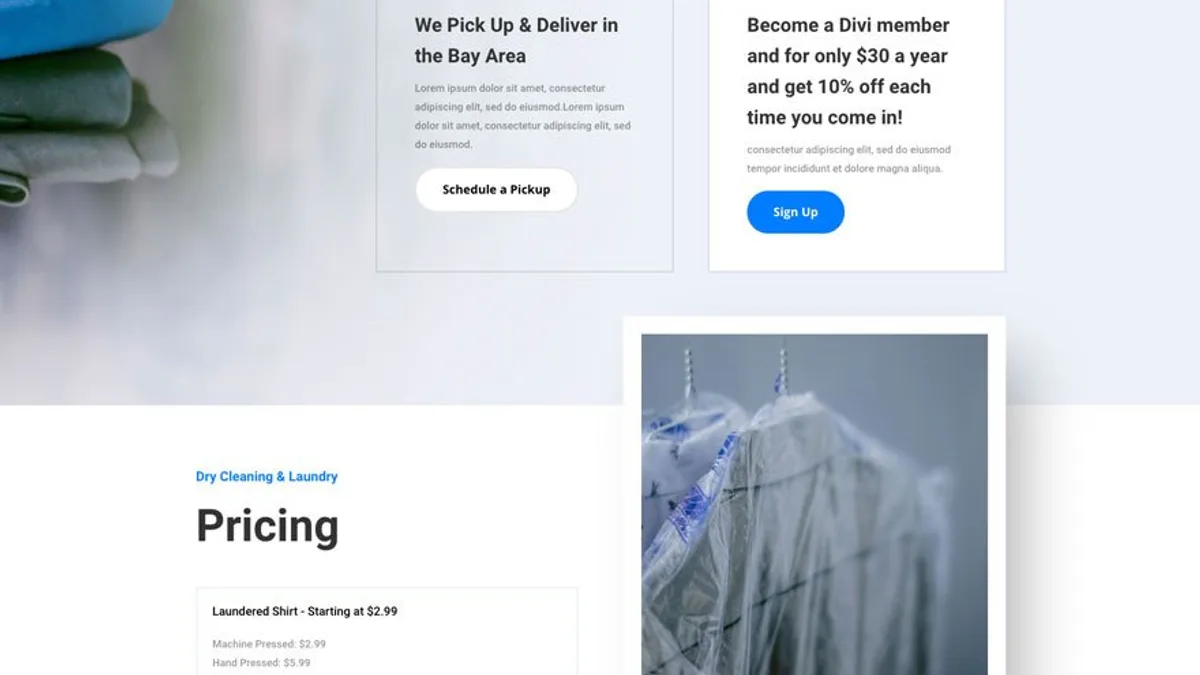 We Pick Up & Deliver in
the Bay Area
Lorem ipsum dolor sit amet, consectetur
adipiscing elit, sed do eiusmod.Lorem ipsum
dolor sit amet, consectetur adipiscing elit, sed
do eiusmod.
Schedule a Pickup
Become a Divi member
and for only $30 a year
and get 10% off each
time you come in!
consectetur adipiscing elit, sed do eiusmod
tempor incididunt et dolore magna aliqua.
Sign Up
Dry Cleaning & Laundry
Pricing
Laundered Shirt - Starting at $2.99
Machine Pressed: $2.99
Hand Pressed: $5.99